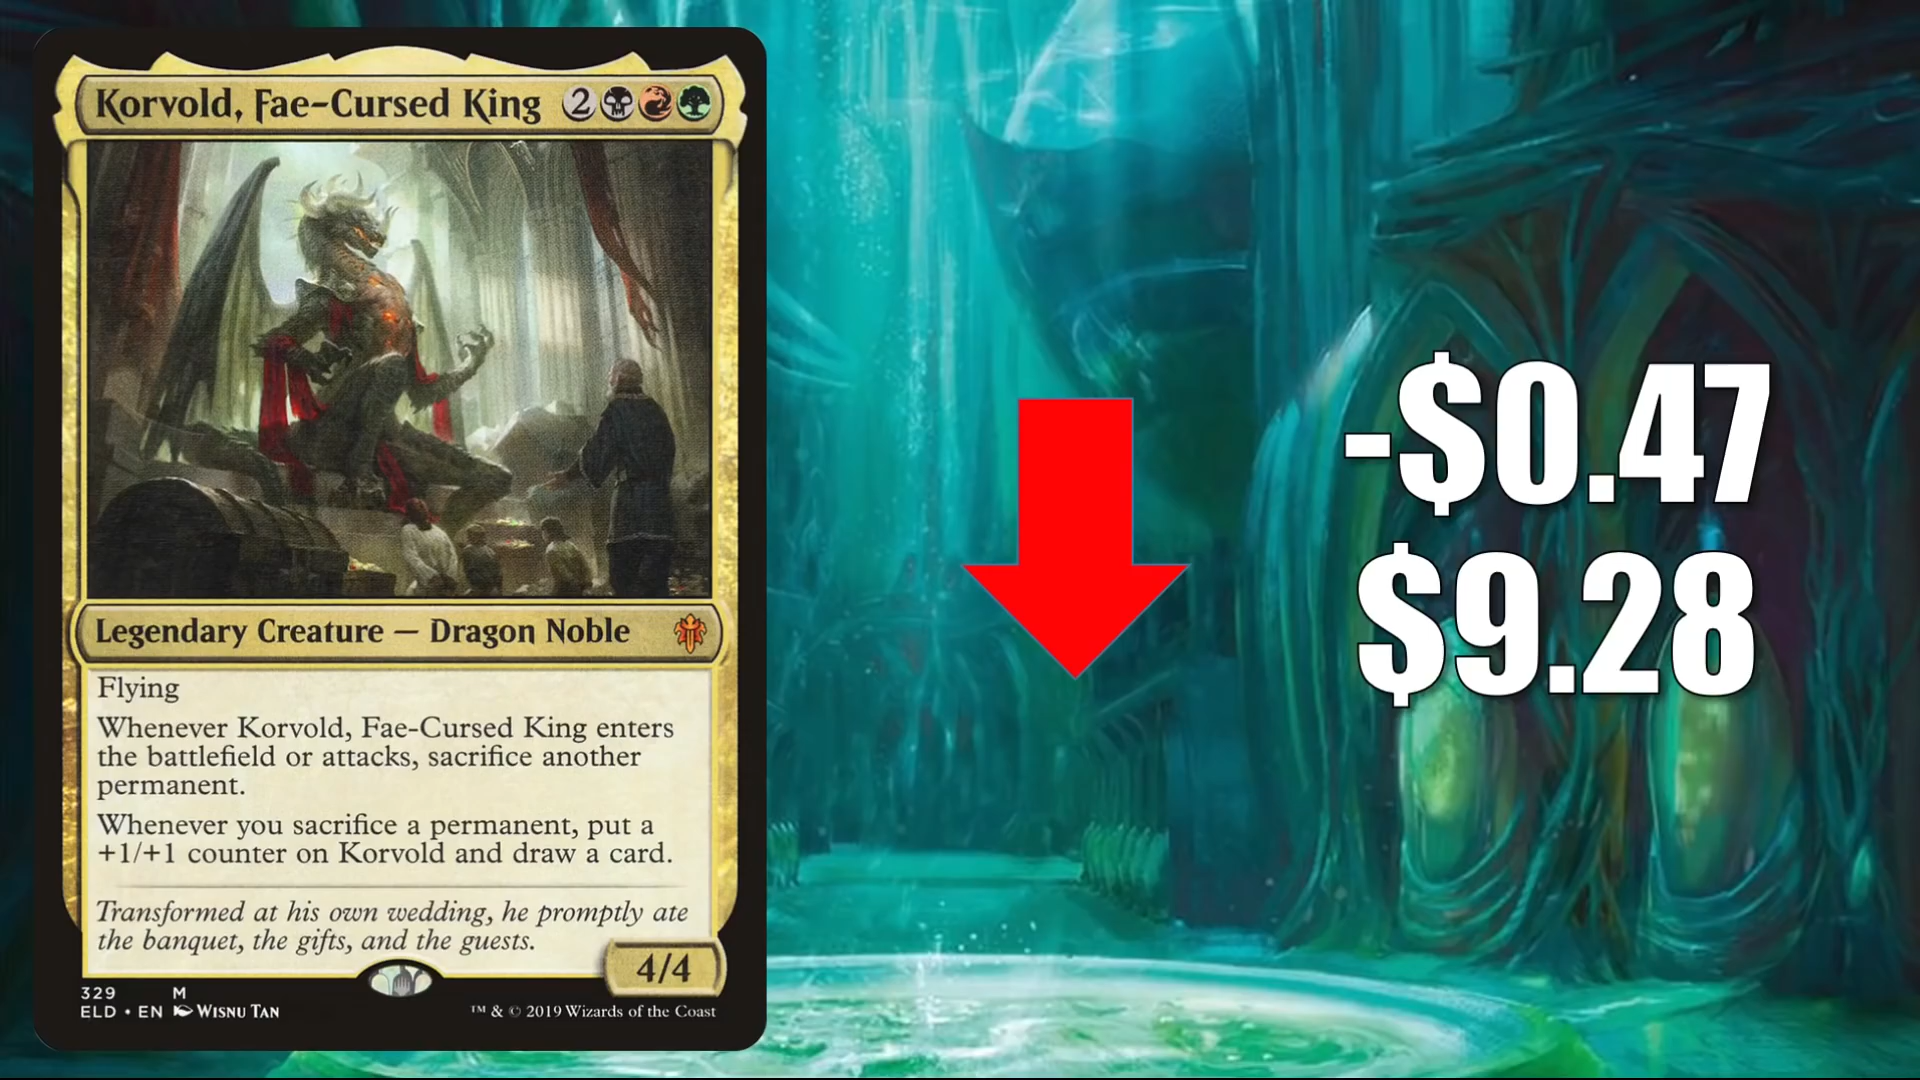 Korvold, Fae-Cursed King 2
Legendary Creature — Dragon Noble
Flying
Whenever Korvold, Fae-Cursed King enters
the battlefield or attacks, sacrifice another
permanent.
Whenever you sacrifice a permanent, put a
+1/+1 counter on Korvold and draw a card.
Transformed at his own wedding, he promptly ate
the banquet, the gifts, and the guests.
4/4
329 M
ELD • EN Wisnu Tan
™ & © 2019 Wizards of the Coast
-$0.47
$9.28